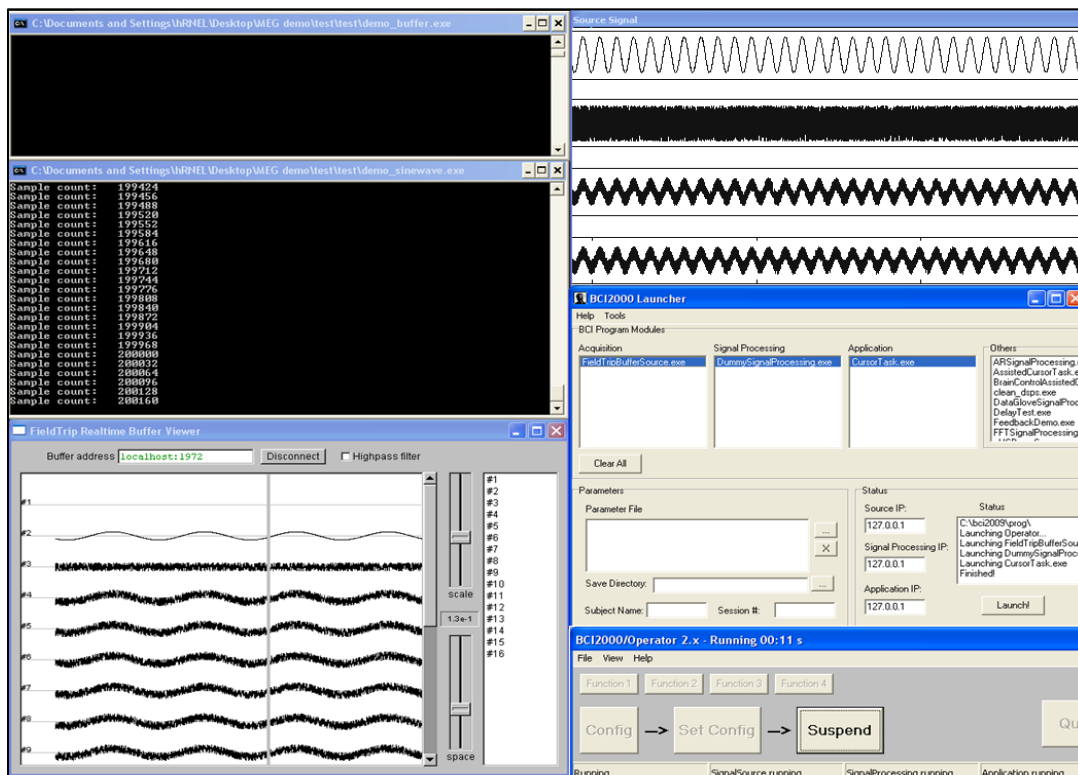 C:\Documents and Settings\hRNEL\Desktop\MEG demo\test\test\demo_buffer.exe
C:\Documents and Settings\hRNEL\Desktop\MEG demo\test\test\demo_sinewave.exe
Sample count: 199424
Sample count: 199456
Sample count: 199488
Sample count: 199520
Sample count: 199552
Sample count: 199584
Sample count: 199616
Sample count: 199648
Sample count: 199680
Sample count: 199712
Sample count: 199744
Sample count: 199776
Sample count: 199808
Sample count: 199840
Sample count: 199872
Sample count: 199904
Sample count: 199936
Sample count: 199968
Sample count: 200000
Sample count: 200032
Sample count: 200064
Sample count: 200096
Sample count: 200128
Sample count: 200160
FieldTrip Realtime Buffer Viewer
Buffer address localhost:1972 Disconnect Highpass filter
#1
#2
#3
#4
#5
#6
#7
#8
#9
scale
1.3e-1
space
#1
#2
#3
#4
#5
#6
#7
#8
#9
#10
#11
#12
#13
#14
#15
#16
Source Signal
BCI2000 Launcher
Help Tools
BCI Program Modules
Acquisition Signal Processing Application Others
FieldTripBufferSource.exe DummySignalProcessing.exe CursorTask.exe
ARSignalProcessing.
AssistedCursorTask.e
BrainControlAssistedC
clean_dsps.exe
DataGloveSignalProc
DelayTest.exe
FeedbackDemo.exe
FFTSignalProcessing
Clear All
Parameters
Parameter File
...
X
Save Directory: ...
Subject Name: Session #:
Status
Source IP:
127.0.0.1
Signal Processing IP:
127.0.0.1
Application IP:
127.0.0.1
Status
C:\bci2009\prog\
Launching Operator...
Launching FieldTripBufferSou
Launching DummySignalProce
Launching CursorTask.exe
Finished!
Launch!
BCI2000/Operator 2.x - Running 00:11 s
File View Help
Function 1 Function 2 Function 3 Function 4
Config -> Set Config -> Suspend Qu
Running SignalSource running SignalProcessing running Application running